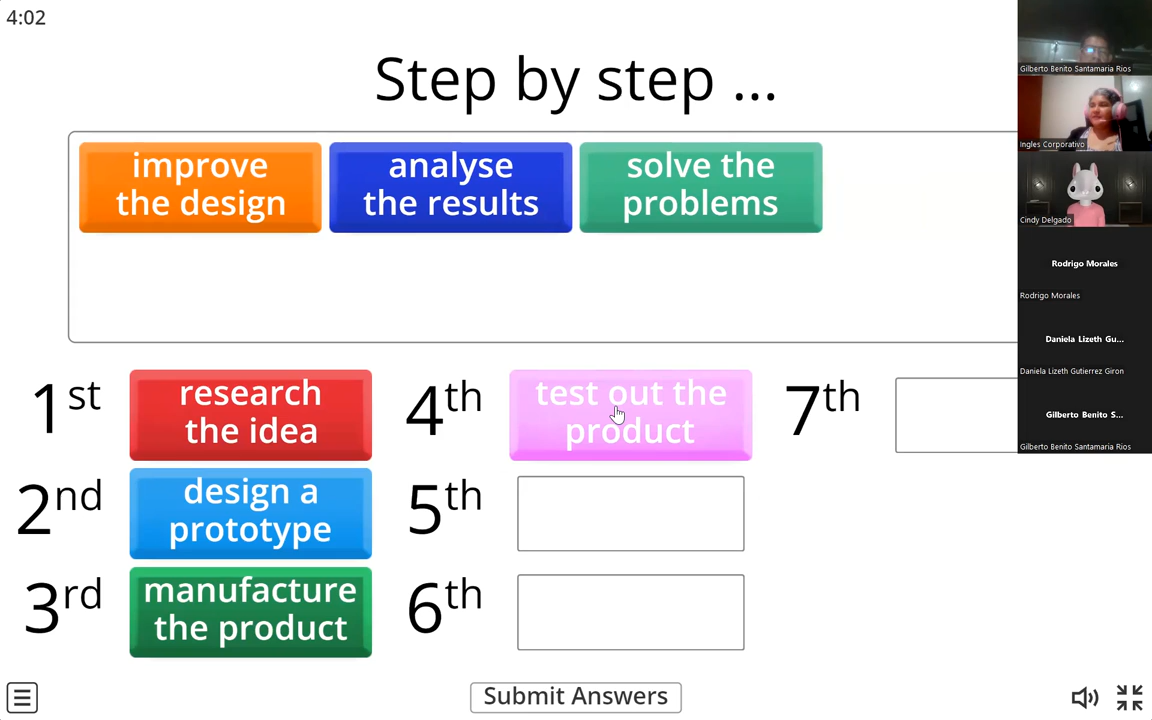 4:02
Step by step ...
improve
the design
analyse
the results
solve the
problems
1st
research
the idea
2nd
design a
prototype
3rd
manufacture
the product
4th
test out the
product
5th
6th
7th
Submit Answers
Gilberto Benito Santamaria Rios
Ingles Corporativo
Cindy Delgado
Rodrigo Morales
Rodrigo Morales
Daniela Lizeth Gu...
Daniela Lizeth Gutierrez Giron
Gilberto Benito S...
Gilberto Benito Santamaria Rios